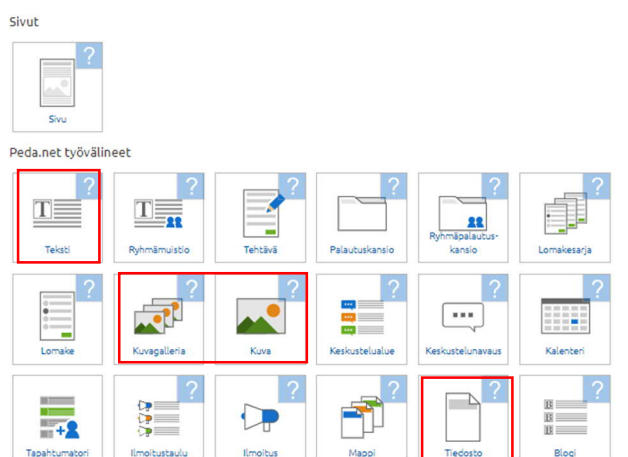 Sivut
?
Sivu
Peda.net työvälineet
? ? ? ? ? ?
T T
Teksti Ryhmämuistio Tehtävä Palautuskansio Ryhmäpalautus-
kansio Lomakesarja
? ? ? ? ? ?
Lomake Kuvagalleria Kuva Keskustelualue Keskustelunavaus Kalenteri
? ? ? ? ? ?
Tapahtumatori Ilmoitustaulu Ilmoitus Mappi Tiedosto Blogi